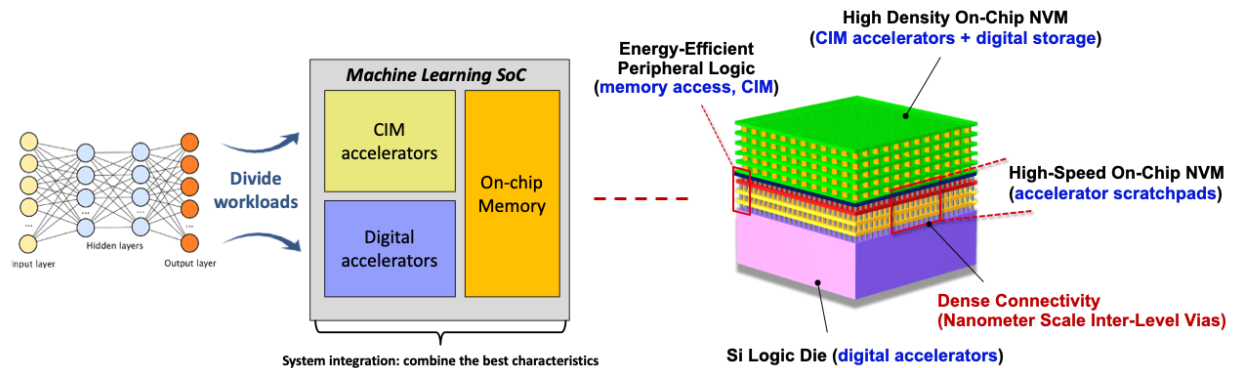 Input layer
Hidden layers
Output layer
...
...
...
...
Divide
workloads
Machine Learning SoC
CIM
accelerators
Digital
accelerators
On-chip
Memory
System integration: combine the best characteristics
Energy-Efficient
Peripheral Logic
(memory access, CIM)
High Density On-Chip NVM
(CIM accelerators + digital storage)
High-Speed On-Chip NVM
(accelerator scratchpads)
Dense Connectivity
(Nanometer Scale Inter-Level Vias)
Si Logic Die (digital accelerators)